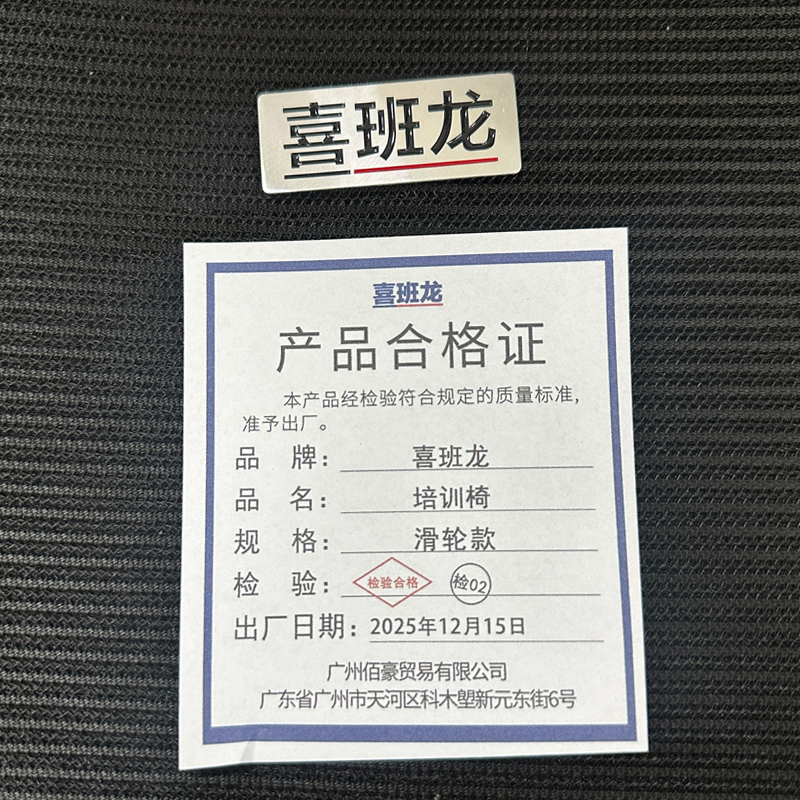 喜班龙
喜班龙
产品合格证
本产品经检验符合规定的质量标准，
准予出厂。
品 牌： 喜班龙
品 名： 培训椅
规 格： 滑轮款
检 验： 检验合格 检02
出厂日期：2025年12月15日
广州佰豪贸易有限公司
广东省广州市天河区科木塱新元东街6号